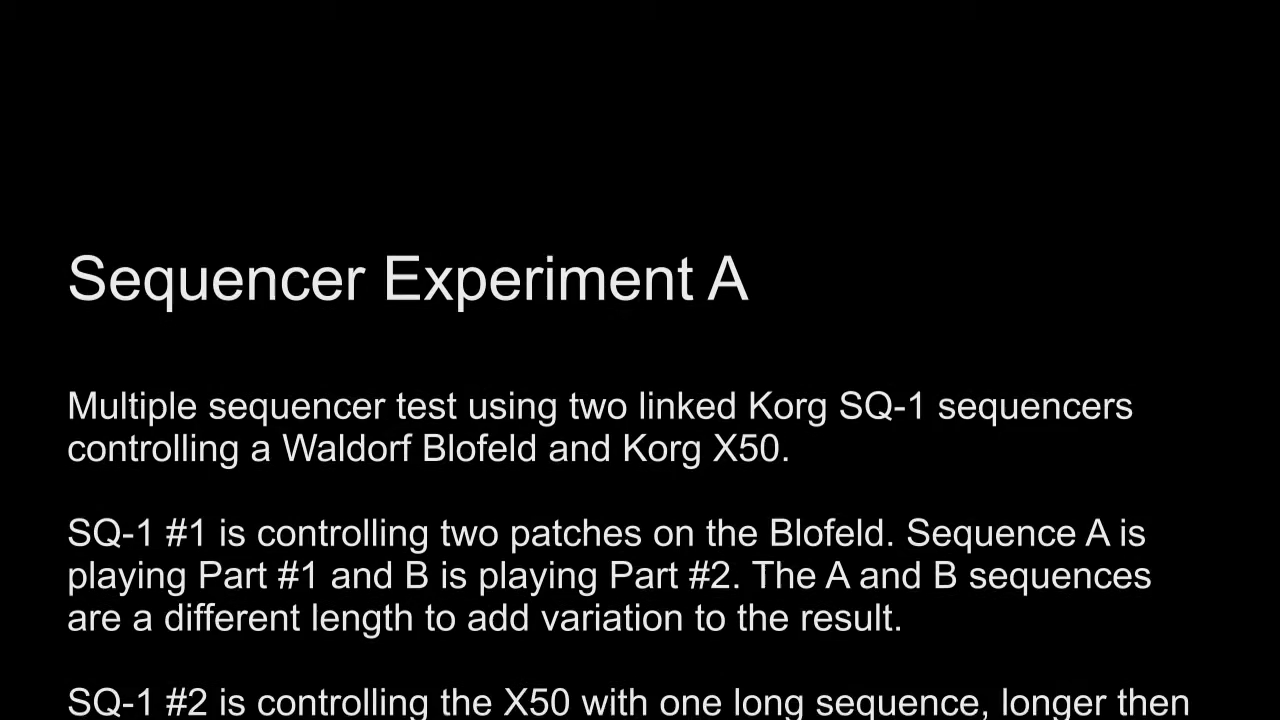 Sequencer Experiment A
Multiple sequencer test using two linked Korg SQ-1 sequencers
controlling a Waldorf Blofeld and Korg X50.
SQ-1 #1 is controlling two patches on the Blofeld. Sequence A is
playing Part #1 and B is playing Part #2. The A and B sequences
are a different length to add variation to the result.
SQ-1 #2 is controlling the X50 with one long sequence, longer then